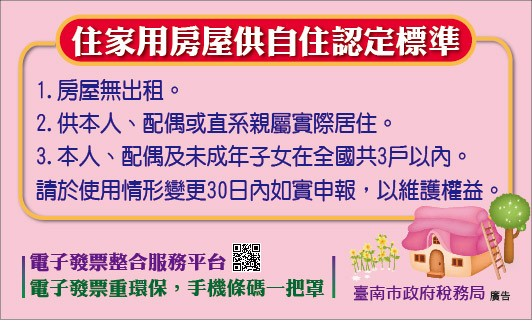 住家用房屋供自住認定標準
1.房屋無出租。
2.供本人、配偶或直系親屬實際居住。
3.本人、配偶及未成年子女在全國共3戶以內。
請於使用情形變更30日內如實申報，以維護權益。
電子發票整合服務平台
電子發票重環保，手機條碼一把罩
臺南市政府稅務局 廣告